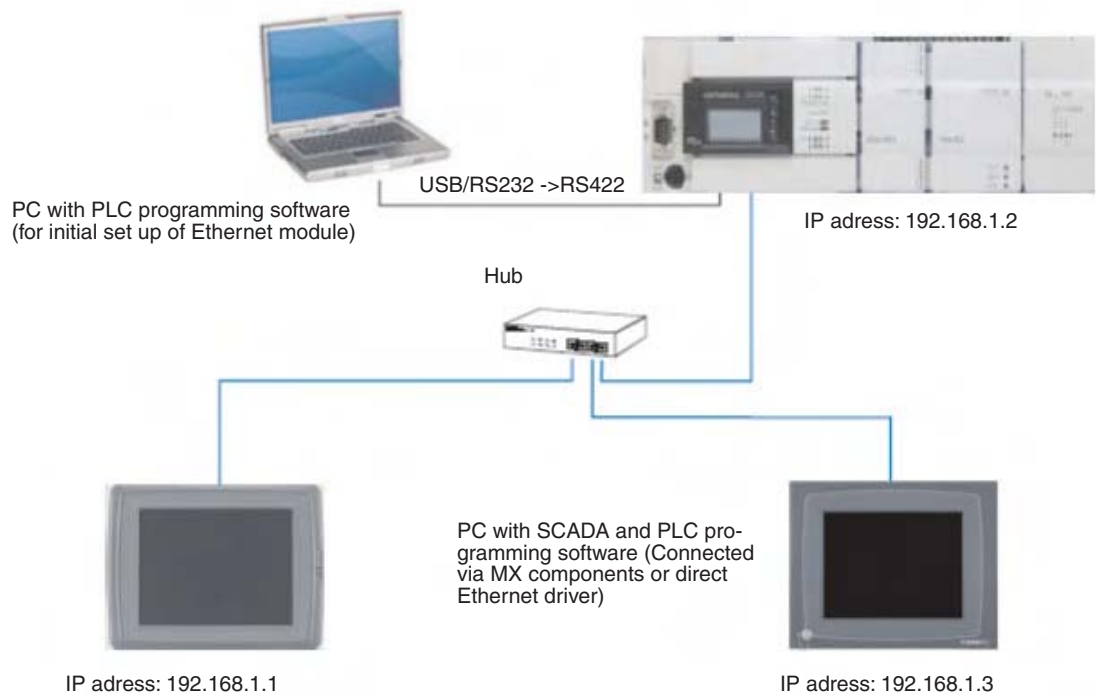 USB/RS232 ->RS422
PC with PLC programming software
(for initial set up of Ethernet module)
IP adress: 192.168.1.2
Hub
PC with SCADA and PLC pro-
gramming software (Connected
via MX components or direct
Ethernet driver)
IP adress: 192.168.1.1
IP adress: 192.168.1.3